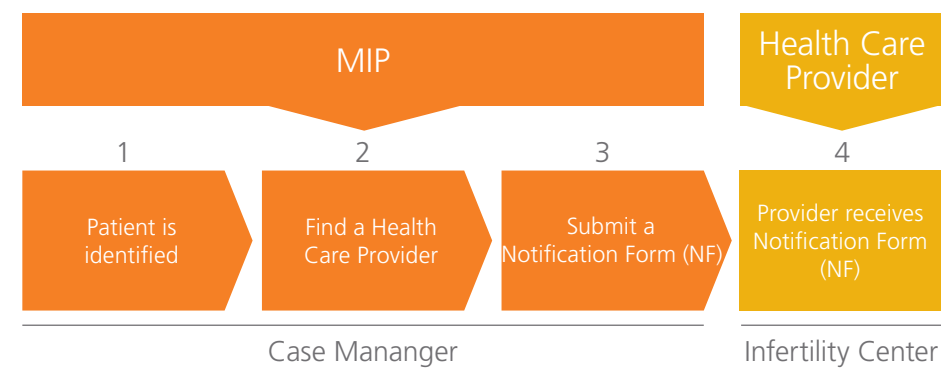 MIP
Health Care
Provider
1
2
3
4
Patient is
identified
Find a Health
Care Provider
Submit a
Notification Form (NF)
Provider receives
Notification Form
(NF)
Case Mananger
Infertility Center